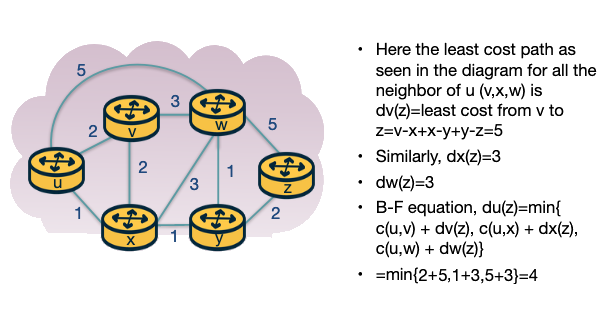 5
3
v
w
2
5
u
2
3
1
z
1
2
x
1
y
• Here the least cost path as
seen in the diagram for all the
neighbor of u (v,x,w) is
dv(z)=least cost from v to
z=v-x+x-y+y-z=5
• Similarly, dx(z)=3
• dw(z)=3
• B-F equation, du(z)=min{
c(u,v) + dv(z), c(u,x) + dx(z),
c(u,w) + dw(z)}
• =min{2+5,1+3,5+3}=4